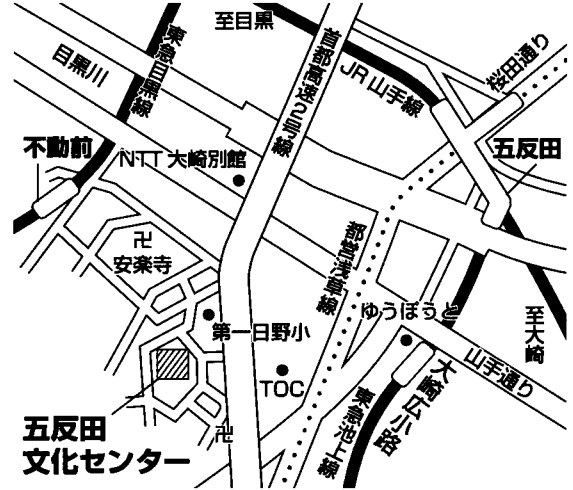 至目黒
首都高速2号線
東急目黒線
目黒川
JR山手線
桜田通り
不動前
NTT大崎別館
五反田
卍
安楽寺
都営浅草線
ゆうぽうと
至大崎
第一日野小
山手通り
TOC
大崎広小路
東急池上線
五反田
文化センター
卍